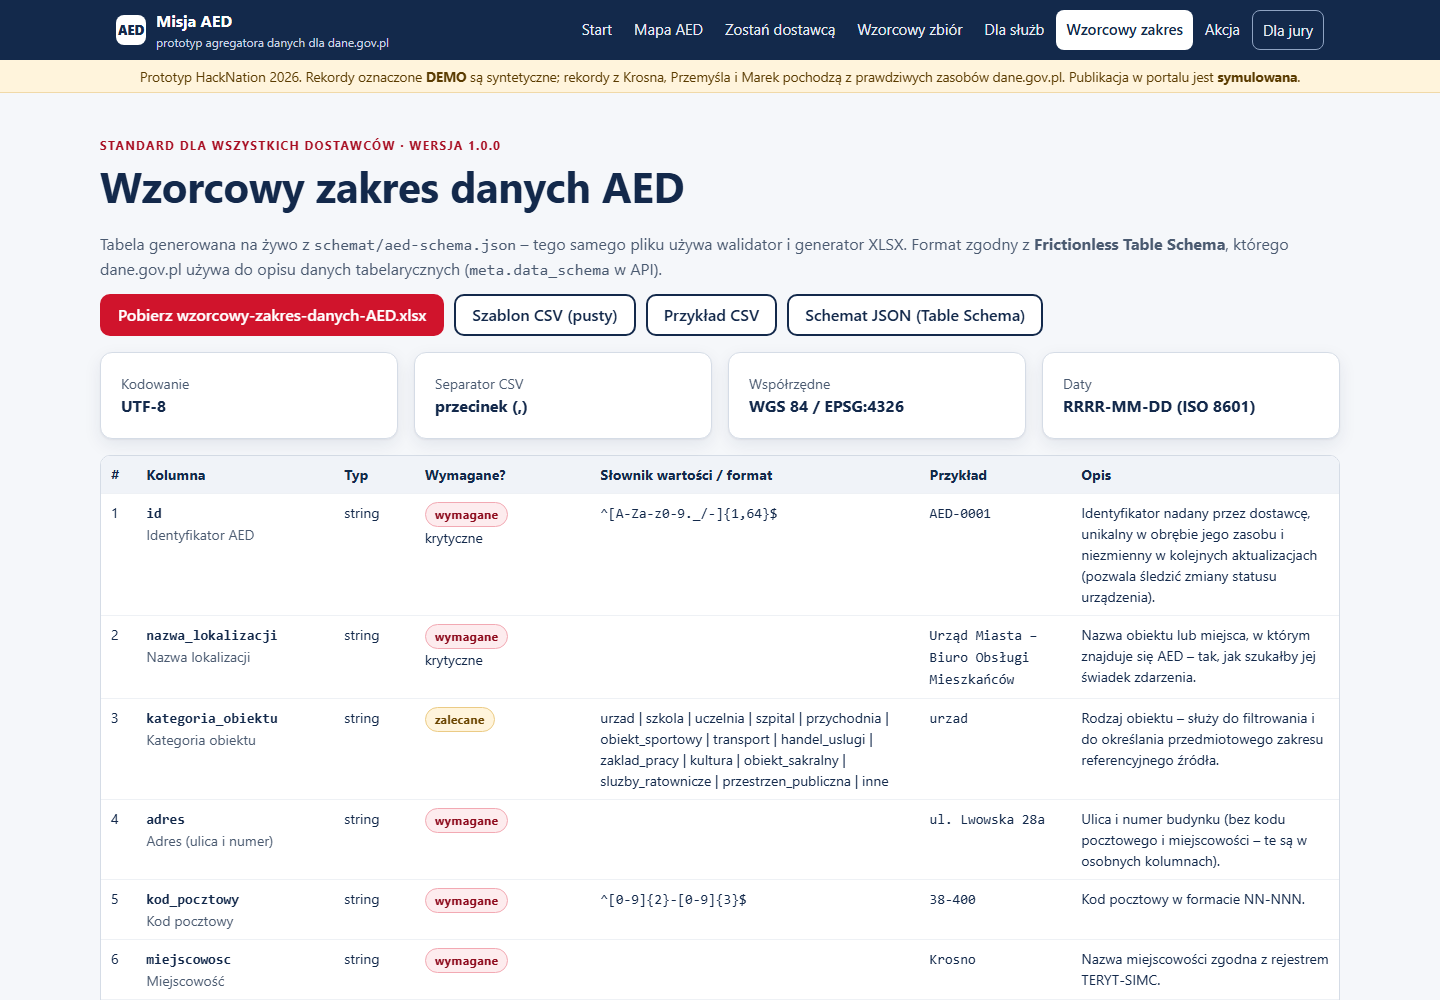 AED
Misja AED
prototyp agregatora danych dla dane.gov.pl
Start
Mapa AED
Zostań dostawcą
Wzorcowy zbiór
Dla służb
Wzorcowy zakres
Akcja
Dla jury
Prototyp HackNation 2026. Rekordy oznaczone DEMO są syntetyczne; rekordy z Krosna, Przemyśla i Marek pochodzą z prawdziwych zasobów dane.gov.pl. Publikacja w portalu jest symulowana.
STANDARD DLA WSZYSTKICH DOSTAWCÓW · WERSJA 1.0.0
Wzorcowy zakres danych AED
Tabela generowana na żywo z schemat/aed-schema.json – tego samego pliku używa walidator i generator XLSX. Format zgodny z Frictionless Table Schema, którego
dane.gov.pl używa do opisu danych tabelarycznych (meta.data_schema w API).
Pobierz wzorcowy-zakres-danych-AED.xlsx
Szablon CSV (pusty)
Przykład CSV
Schemat JSON (Table Schema)
Kodowanie
UTF-8
Separator CSV
przecinek (,)
Współrzędne
WGS 84 / EPSG:4326
Daty
RRRR-MM-DD (ISO 8601)
# Kolumna Typ Wymagane? Słownik wartości / format Przykład Opis
1 id string wymagane ^[A-Za-z0-9._/-]{1,64}$ AED-0001 Identyfikator nadany przez dostawcę,
Identyfikator AED krytyczne unikalny w obrębie jego zasobu i
niezmienny w kolejnych aktualizacjach
(pozwala śledzić zmiany statusu
urządzenia).
2 nazwa_lokalizacji string wymagane Urząd Miasta – Nazwa obiektu lub miejsca, w którym
Nazwa lokalizacji krytyczne Biuro Obsługi znajduje się AED – tak, jak szukałby jej
Mieszkańców świadek zdarzenia.
3 kategoria_obiektu string zalecane urzad | szkola | uczelnia | szpital | przychodnia | urzad Rodzaj obiektu – służy do filtrowania i
Kategoria obiektu obiekt_sportowy | transport | handel_uslugi | do określania przedmiotowego zakresu
zaklad_pracy | kultura | obiekt_sakralny | referencyjnego źródła.
sluzby_ratownicze | przestrzen_publiczna | inne
4 adres string wymagane ul. Lwowska 28a Ulica i numer budynku (bez kodu
Adres (ulica i numer) pocztowego i miejscowości – te są w
osobnych kolumnach).
5 kod_pocztowy string wymagane ^[0-9]{2}-[0-9]{3}$ 38-400 Kod pocztowy w formacie NN-NNN.
Kod pocztowy
6 miejscowosc string wymagane Krosno Nazwa miejscowości zgodna z rejestrem
Miejscowość TERYT-SIMC.